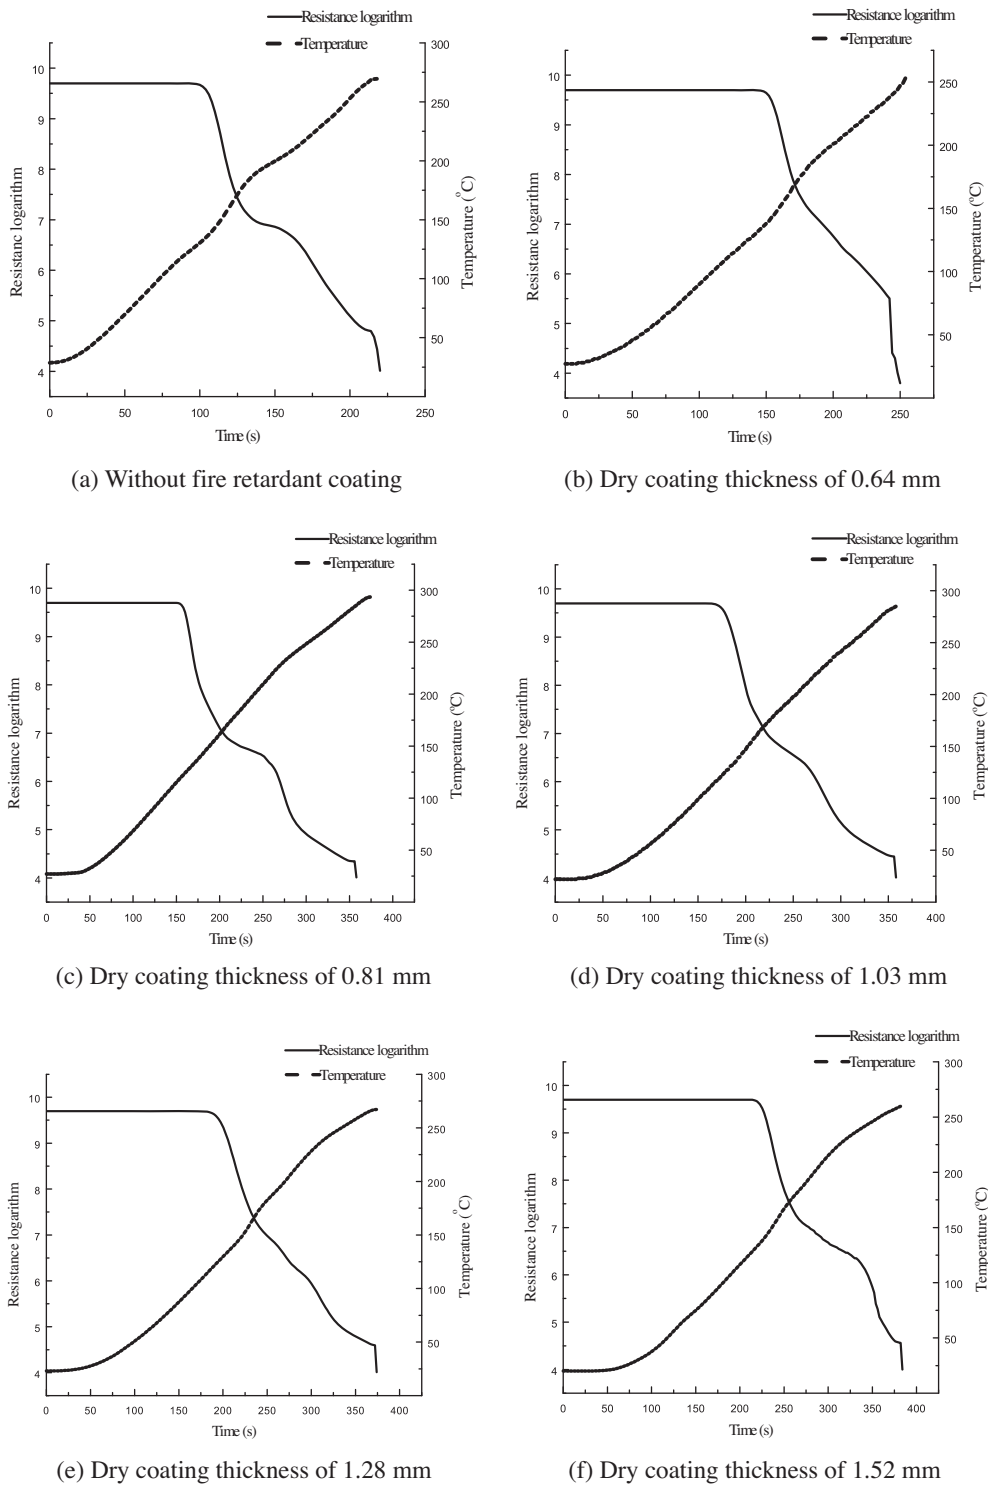 Resistance logarithm
Temperature
300
250
200
150
100
50
10
9
8
7
6
5
4
Resistanc logarithm
Temperature (°C)
0 50 100 150 200 250
Time (s)
(a) Without fire retardant coating
Resistance logarithm
Temperature
250
200
150
100
50
10
9
8
7
6
5
4
Resistanc logarithm
Temperature (°C)
0 50 100 150 200 250
Time (s)
(b) Dry coating thickness of 0.64 mm
Resistance logarithm
Temperature
300
250
200
150
100
50
10
9
8
7
6
5
4
Resistance logarithm
Temperature (°C)
0 50 100 150 200 250 300 350 400
Time (s)
(c) Dry coating thickness of 0.81 mm
Resistance logarithm
Temperature
300
250
200
150
100
50
10
9
8
7
6
5
4
Resistance logarithm
Temperature (°C)
0 50 100 150 200 250 300 350 400
Time (s)
(d) Dry coating thickness of 1.03 mm
Resistance logarithm
Temperature
300
250
200
150
100
50
10
9
8
7
6
5
4
Resistance logarithm
Temperature (°C)
0 50 100 150 200 250 300 350 400
Time (s)
(e) Dry coating thickness of 1.28 mm
Resistance logarithm
Temperature
300
250
200
150
100
50
10
9
8
7
6
5
4
Resistance logarithm
Temperature (°C)
0 50 100 150 200 250 300 350 400
Time (s)
(f) Dry coating thickness of 1.52 mm